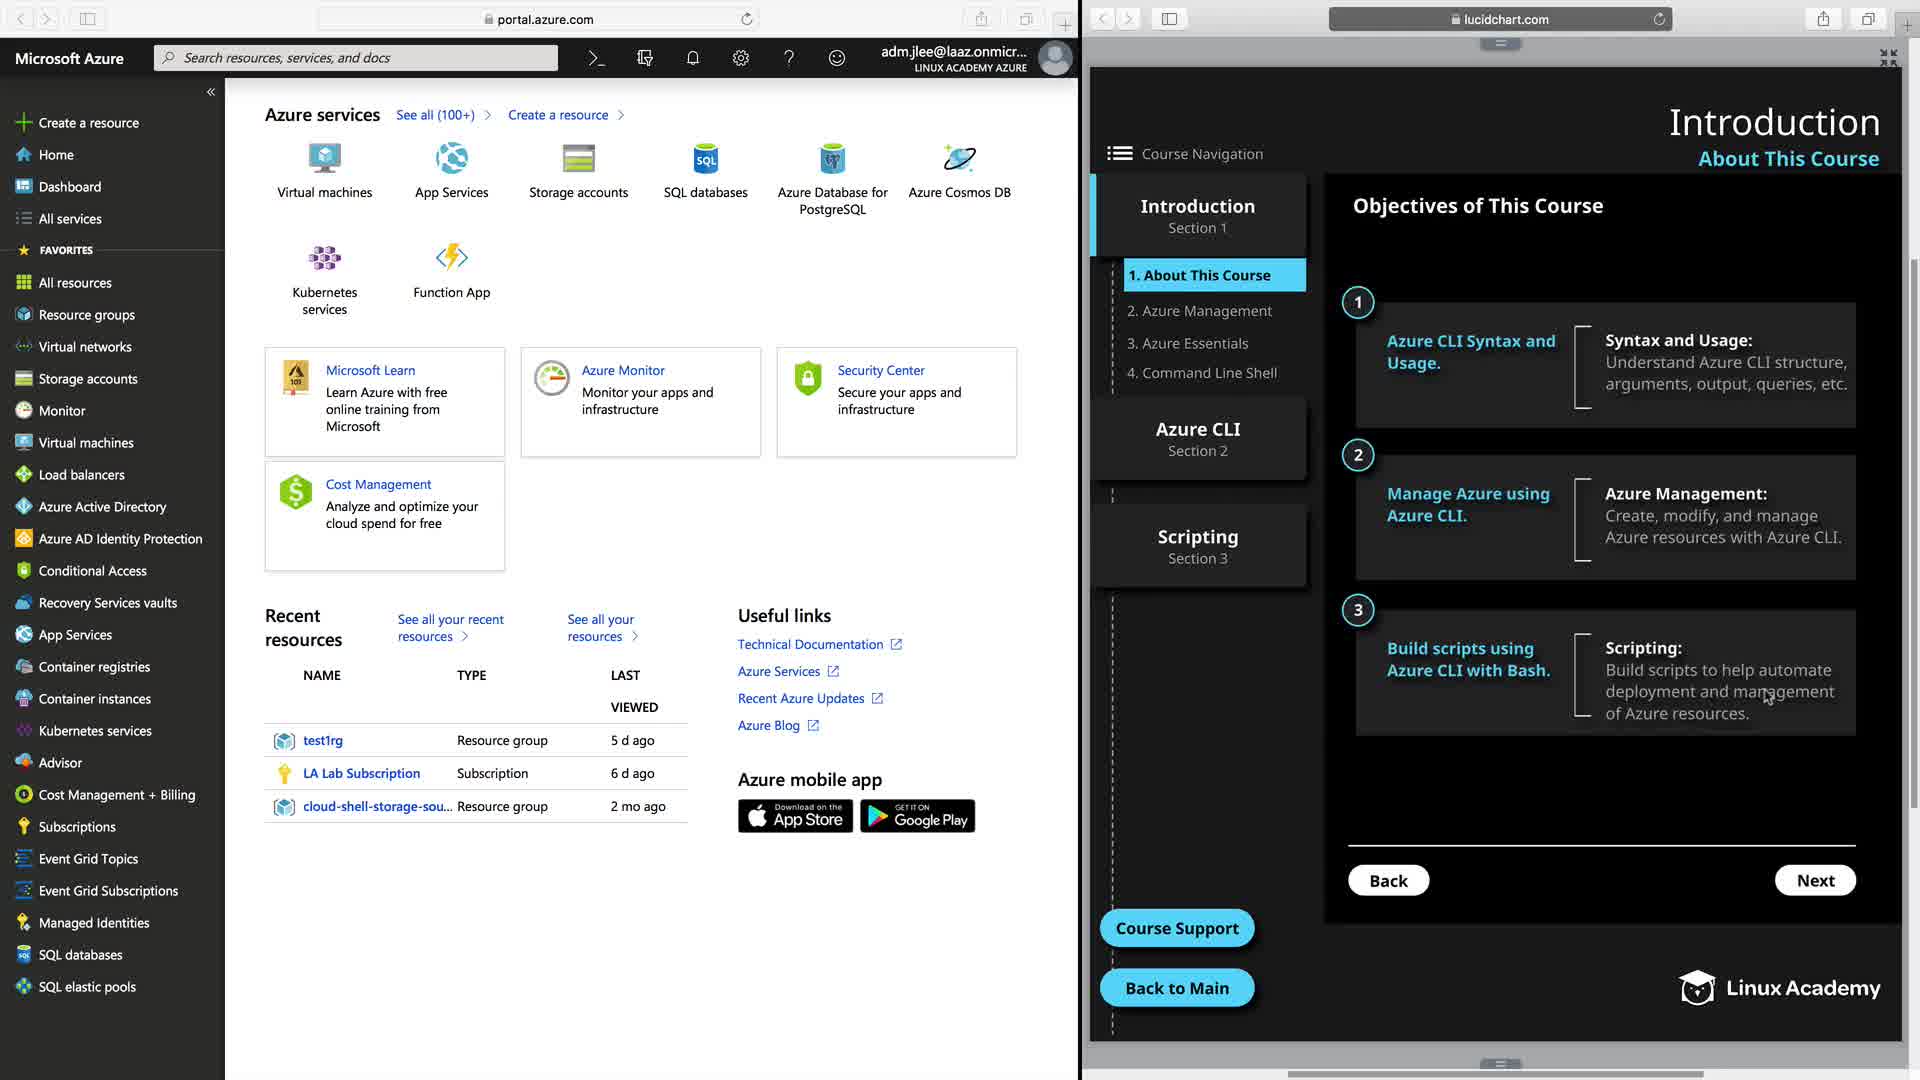 portal.azure.com
Microsoft Azure
Search resources, services, and docs
adm.jlee@laaz.onmicr...
LINUX ACADEMY AZURE
Create a resource
Home
Dashboard
All services
FAVORITES
All resources
Resource groups
Virtual networks
Storage accounts
Monitor
Virtual machines
Load balancers
Azure Active Directory
Azure AD Identity Protection
Conditional Access
Recovery Services vaults
App Services
Container registries
Container instances
Kubernetes services
Advisor
Cost Management + Billing
Subscriptions
Event Grid Topics
Event Grid Subscriptions
Managed Identities
SQL databases
SQL elastic pools
Azure services
See all (100+)
Create a resource
Virtual machines
App Services
Storage accounts
SQL
SQL databases
Azure Database for
PostgreSQL
Azure Cosmos DB
Kubernetes
services
Function App
Microsoft Learn
Learn Azure with free
online training from
Microsoft
Azure Monitor
Monitor your apps and
infrastructure
Security Center
Secure your apps and
infrastructure
Cost Management
Analyze and optimize your
cloud spend for free
Recent
resources
See all your recent
resources
See all your
resources
NAME TYPE LAST
VIEWED
test1rg Resource group 5 d ago
LA Lab Subscription Subscription 6 d ago
cloud-shell-storage-sou... Resource group 2 mo ago
Useful links
Technical Documentation
Azure Services
Recent Azure Updates
Azure Blog
Azure mobile app
Download on the
App Store
GET IT ON
Google Play
lucidchart.com
Introduction
About This Course
Course Navigation
Introduction
Section 1
1. About This Course
2. Azure Management
3. Azure Essentials
4. Command Line Shell
Azure CLI
Section 2
Scripting
Section 3
Course Support
Back to Main
Objectives of This Course
1
Azure CLI Syntax and
Usage.
Syntax and Usage:
Understand Azure CLI structure,
arguments, output, queries, etc.
2
Manage Azure using
Azure CLI.
Azure Management:
Create, modify, and manage
Azure resources with Azure CLI.
3
Build scripts using
Azure CLI with Bash.
Scripting:
Build scripts to help automate
deployment and management
of Azure resources.
Back
Next
Linux Academy